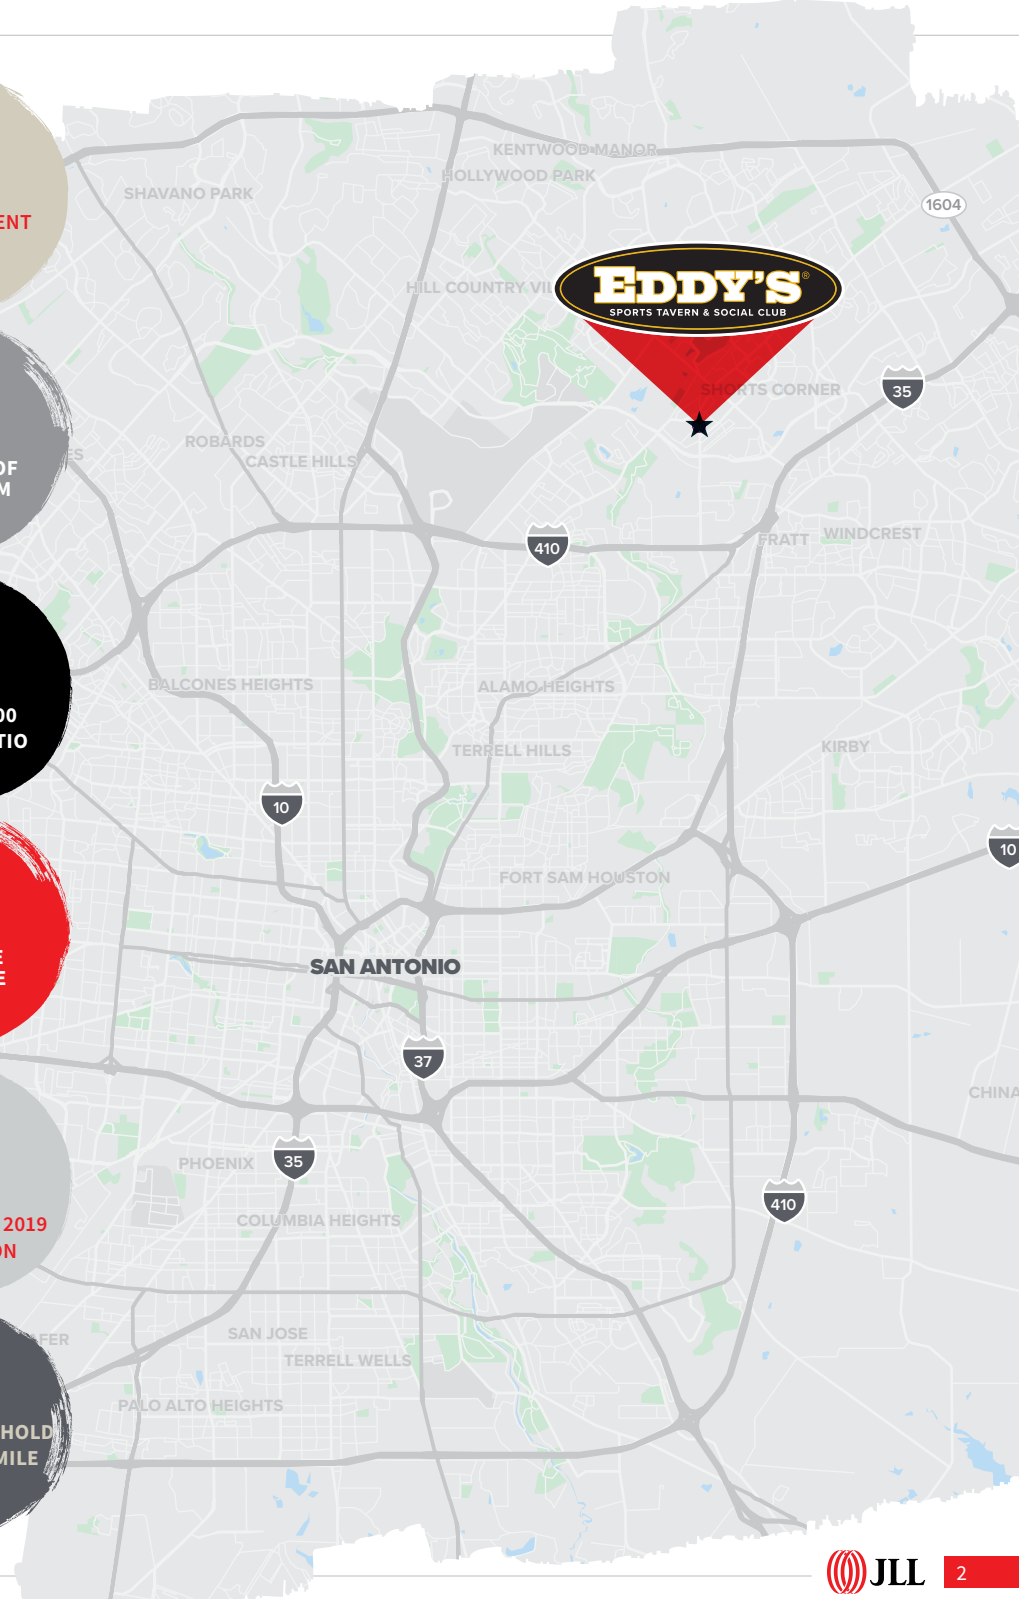 KENTWOOD MANOR
HOLLYWOOD PARK
SHAVANO PARK
1604
ENT
HILL COUNTRY VIL
EDDY'S®
SPORTS TAVERN & SOCIAL CLUB
SHORTS CORNER
35
ROBARDS
CASTLE HILLS
ES
OF
M
410
FRATT
WINDCREST
BALCONES HEIGHTS
ALAMO HEIGHTS
00
TIO
TERRELL HILLS
KIRBY
10
10
FORT SAM HOUSTON
E
E
SAN ANTONIO
37
CHINA
PHOENIX
35
410
COLUMBIA HEIGHTS
2019
ON
AFER
SAN JOSE
TERRELL WELLS
PALO ALTO HEIGHTS
HOLD
MILE
JLL
2